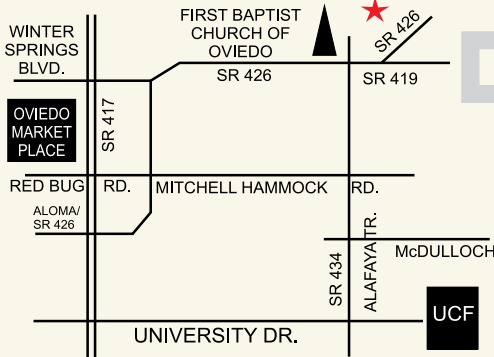 WINTER
SPRINGS
BLVD.
FIRST BAPTIST
CHURCH OF
OVIEDO
SR 426
SR 426
SR 419
OVIEDO
MARKET
PLACE
SR 417
RED BUG RD. MITCHELL HAMMOCK RD.
ALOMA/
SR 426
SR 434
ALAFAYA TR.
McDULLOCH
UCF
UNIVERSITY DR.